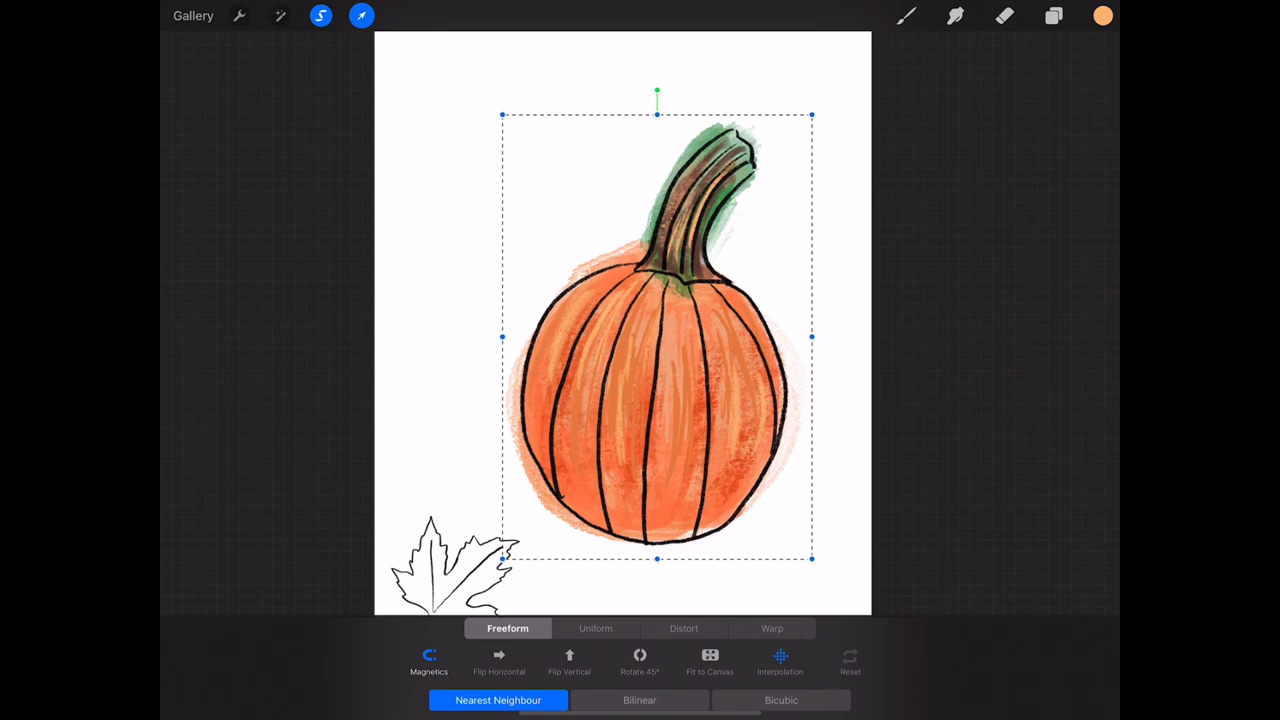 Gallery
Freeform Uniform Distort Warp
Magnetics Flip Horizontal Flip Vertical Rotate 45° Fit to Canvas Interpolation Reset
Nearest Neighbour Bilinear Bicubic